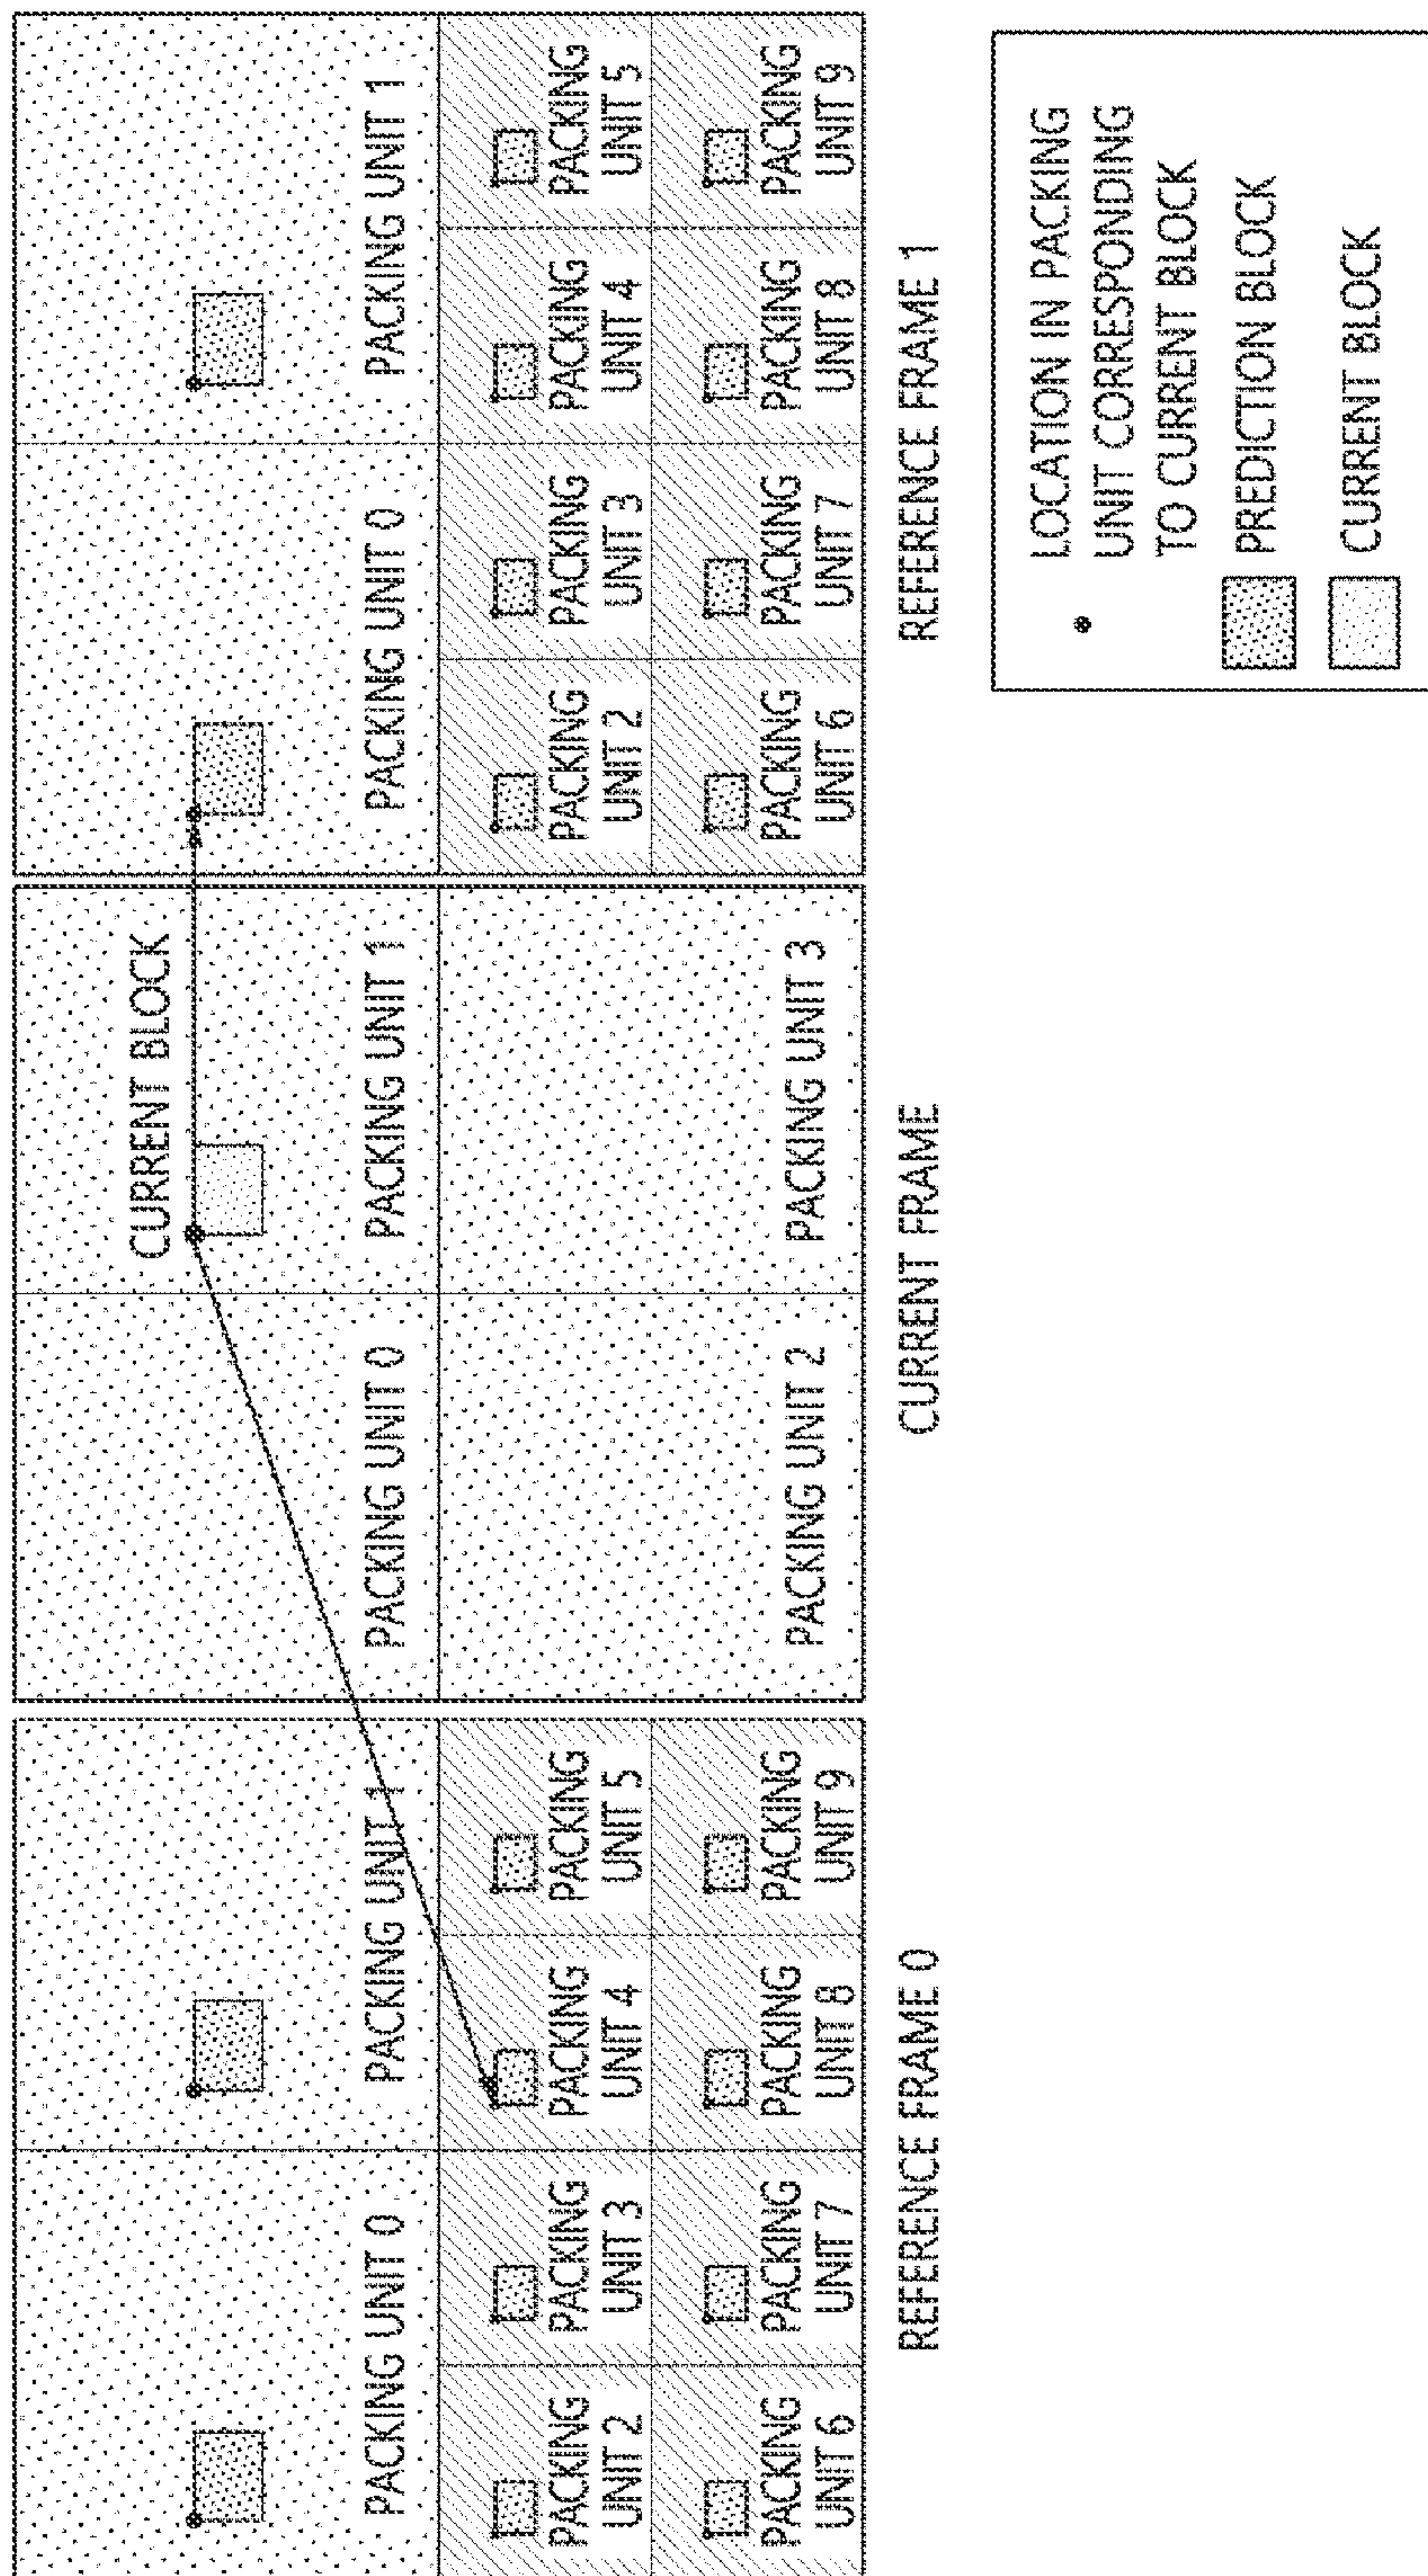 PACKING UNIT 0
PACKING UNIT 1
PACKING
UNIT 2
PACKING
UNIT 3
PACKING
UNIT 4
PACKING
UNIT 5
PACKING
UNIT 6
PACKING
UNIT 7
PACKING
UNIT 8
PACKING
UNIT 9
REFERENCE FRAME 0
CURRENT BLOCK
PACKING UNIT 0
PACKING UNIT 1
PACKING UNIT 2
PACKING UNIT 3
CURRENT FRAME
PACKING UNIT 0
PACKING UNIT 1
PACKING
UNIT 2
PACKING
UNIT 3
PACKING
UNIT 4
PACKING
UNIT 5
PACKING
UNIT 6
PACKING
UNIT 7
PACKING
UNIT 8
PACKING
UNIT 9
REFERENCE FRAME 1
LOCATION IN PACKING
UNIT CORRESPONDING
TO CURRENT BLOCK
PREDICTION BLOCK
CURRENT BLOCK